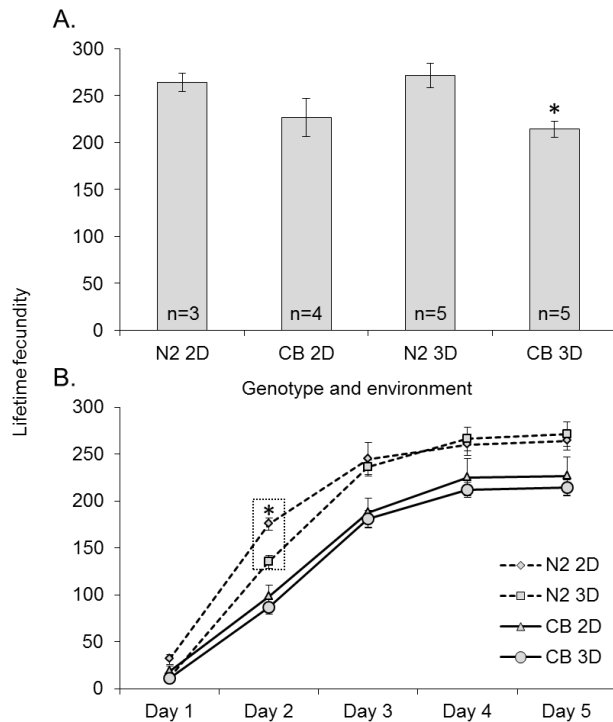 A.
300
250
200
150
100
50
0
*
n=3 n=4 n=5 n=5
N2 2D CB 2D N2 3D CB 3D
Genotype and environment
Lifetime fecundity
B.
300
250
200
150
100
50
0
*
N2 2D
N2 3D
CB 2D
CB 3D
Day 1 Day 2 Day 3 Day 4 Day 5